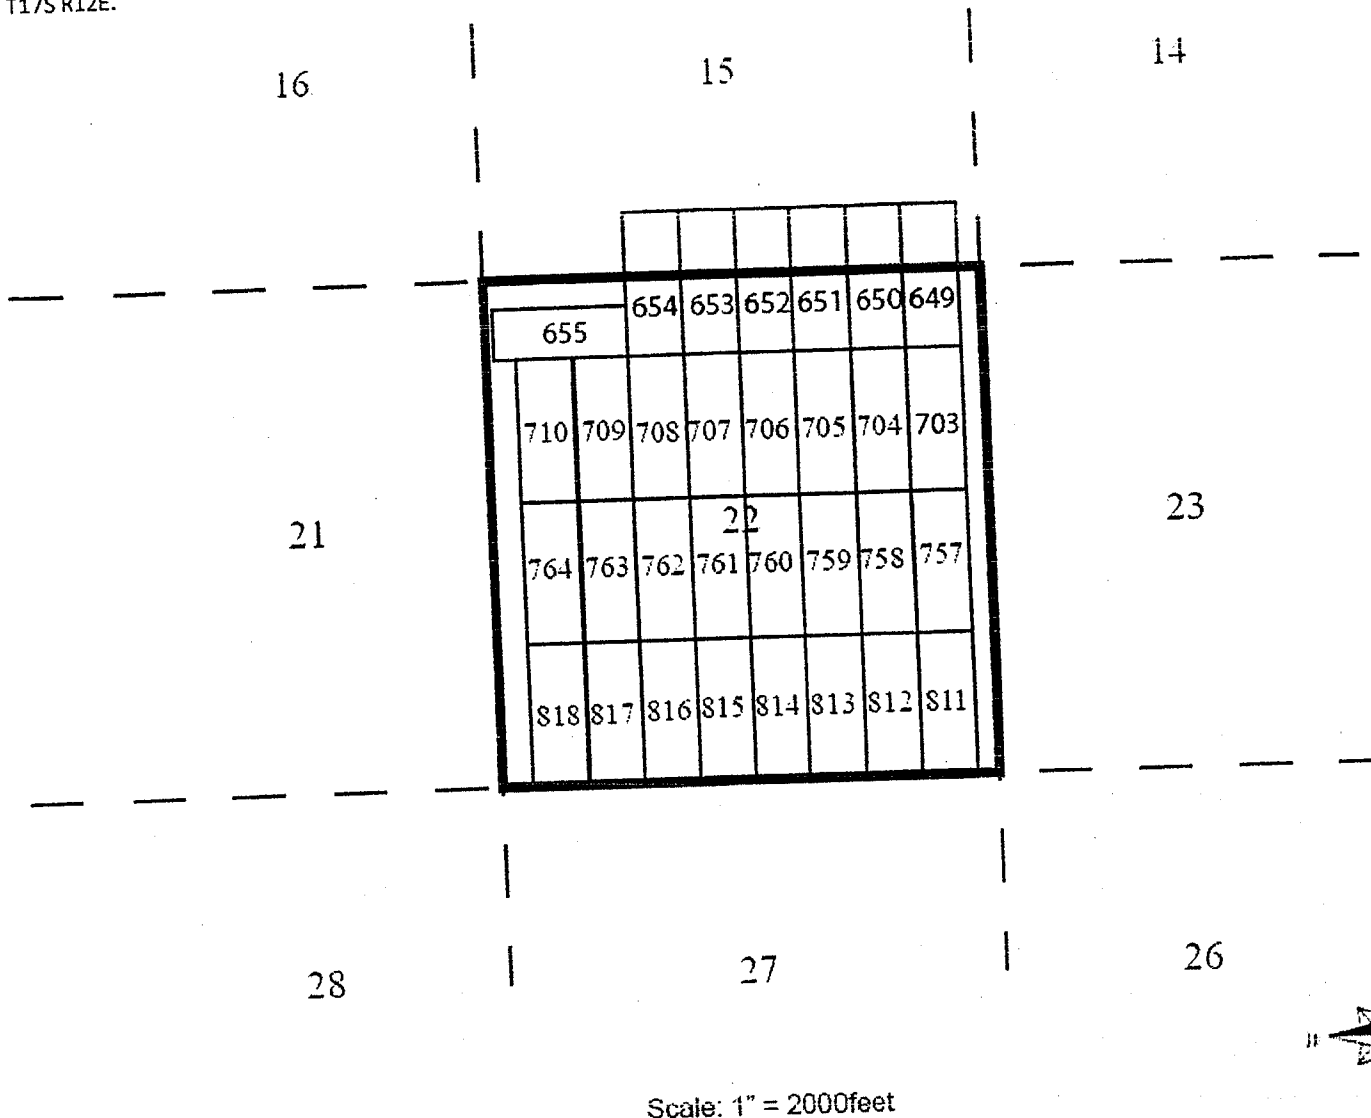 T17S R12E.
16 15 14
654 653 652 651 650 649
655
710 709 708 707 706 705 704 703
21 22 23
764 763 762 761 760 759 758 757
818 817 816 815 814 813 812 811
28 27 26
Scale: 1" = 2000feet